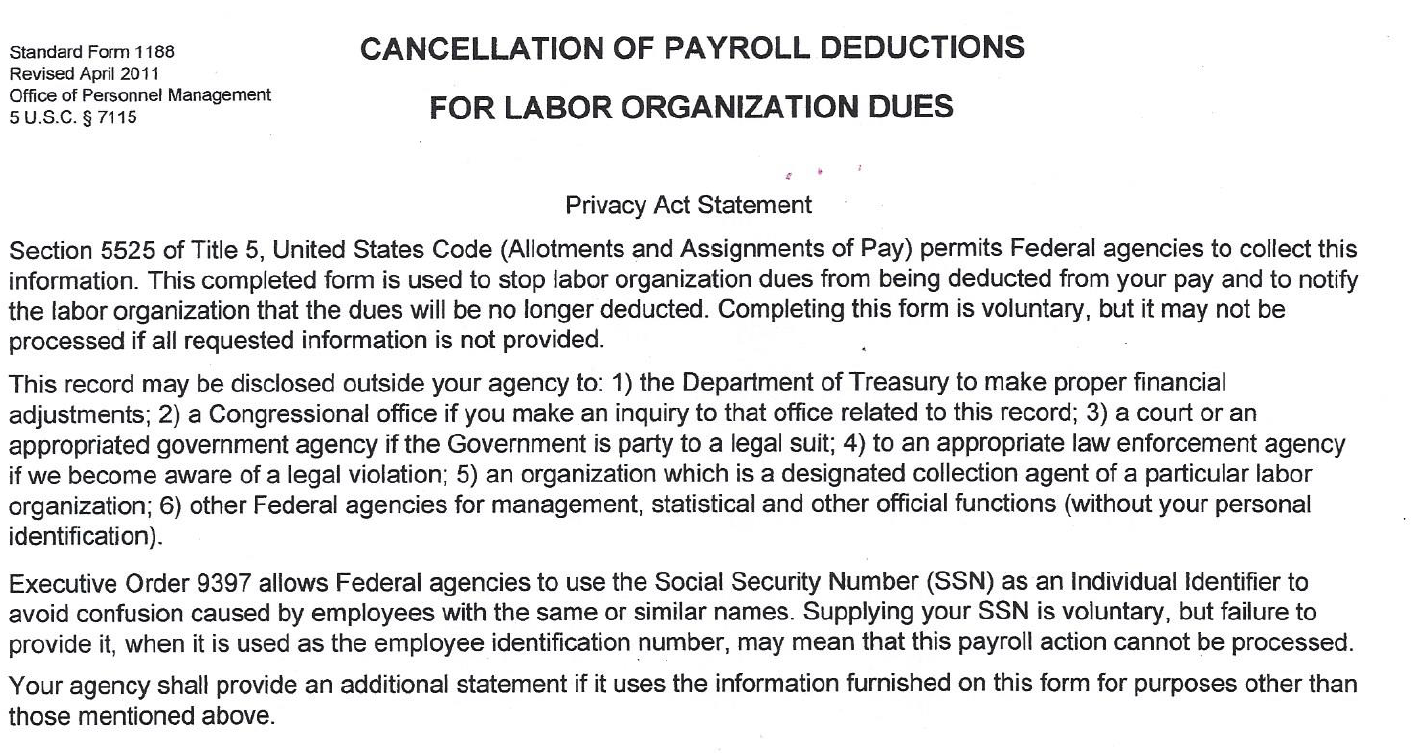 Standard Form 1188
Revised April 2011
Office of Personnel Management
5 U.S.C. § 7115
CANCELLATION OF PAYROLL DEDUCTIONS
FOR LABOR ORGANIZATION DUES
Privacy Act Statement
Section 5525 of Title 5, United States Code (Allotments and Assignments of Pay) permits Federal agencies to collect this
information. This completed form is used to stop labor organization dues from being deducted from your pay and to notify
the labor organization that the dues will be no longer deducted. Completing this form is voluntary, but it may not be
processed if all requested information is not provided.
This record may be disclosed outside your agency to: 1) the Department of Treasury to make proper financial
adjustments; 2) a Congressional office if you make an inquiry to that office related to this record; 3) a court or an
appropriated government agency if the Government is party to a legal suit; 4) to an appropriate law enforcement agency
if we become aware of a legal violation; 5) an organization which is a designated collection agent of a particular labor
organization; 6) other Federal agencies for management, statistical and other official functions (without your personal
identification).
Executive Order 9397 allows Federal agencies to use the Social Security Number (SSN) as an Individual Identifier to
avoid confusion caused by employees with the same or similar names. Supplying your SSN is voluntary, but failure to
provide it, when it is used as the employee identification number, may mean that this payroll action cannot be processed.
Your agency shall provide an additional statement if it uses the information furnished on this form for purposes other than
those mentioned above.